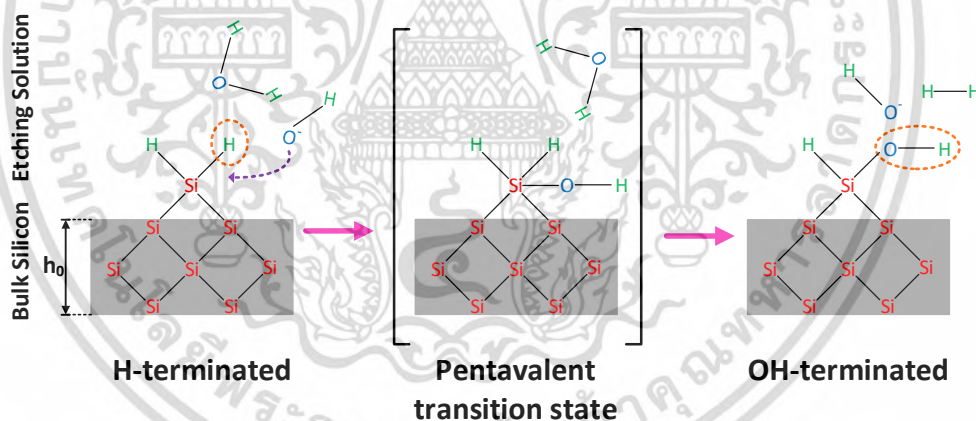 Etching Solution
Bulk Silicon
h₀
H
O
H
H
O⁻
H H
Si
Si Si
Si Si Si
Si Si
H-terminated
H
O
H
H H
Si O H
Si Si
Si Si Si
Si Si
Pentavalent
transition state
H
H H
O⁻
H O H
Si
Si Si
Si Si Si
Si Si
OH-terminated